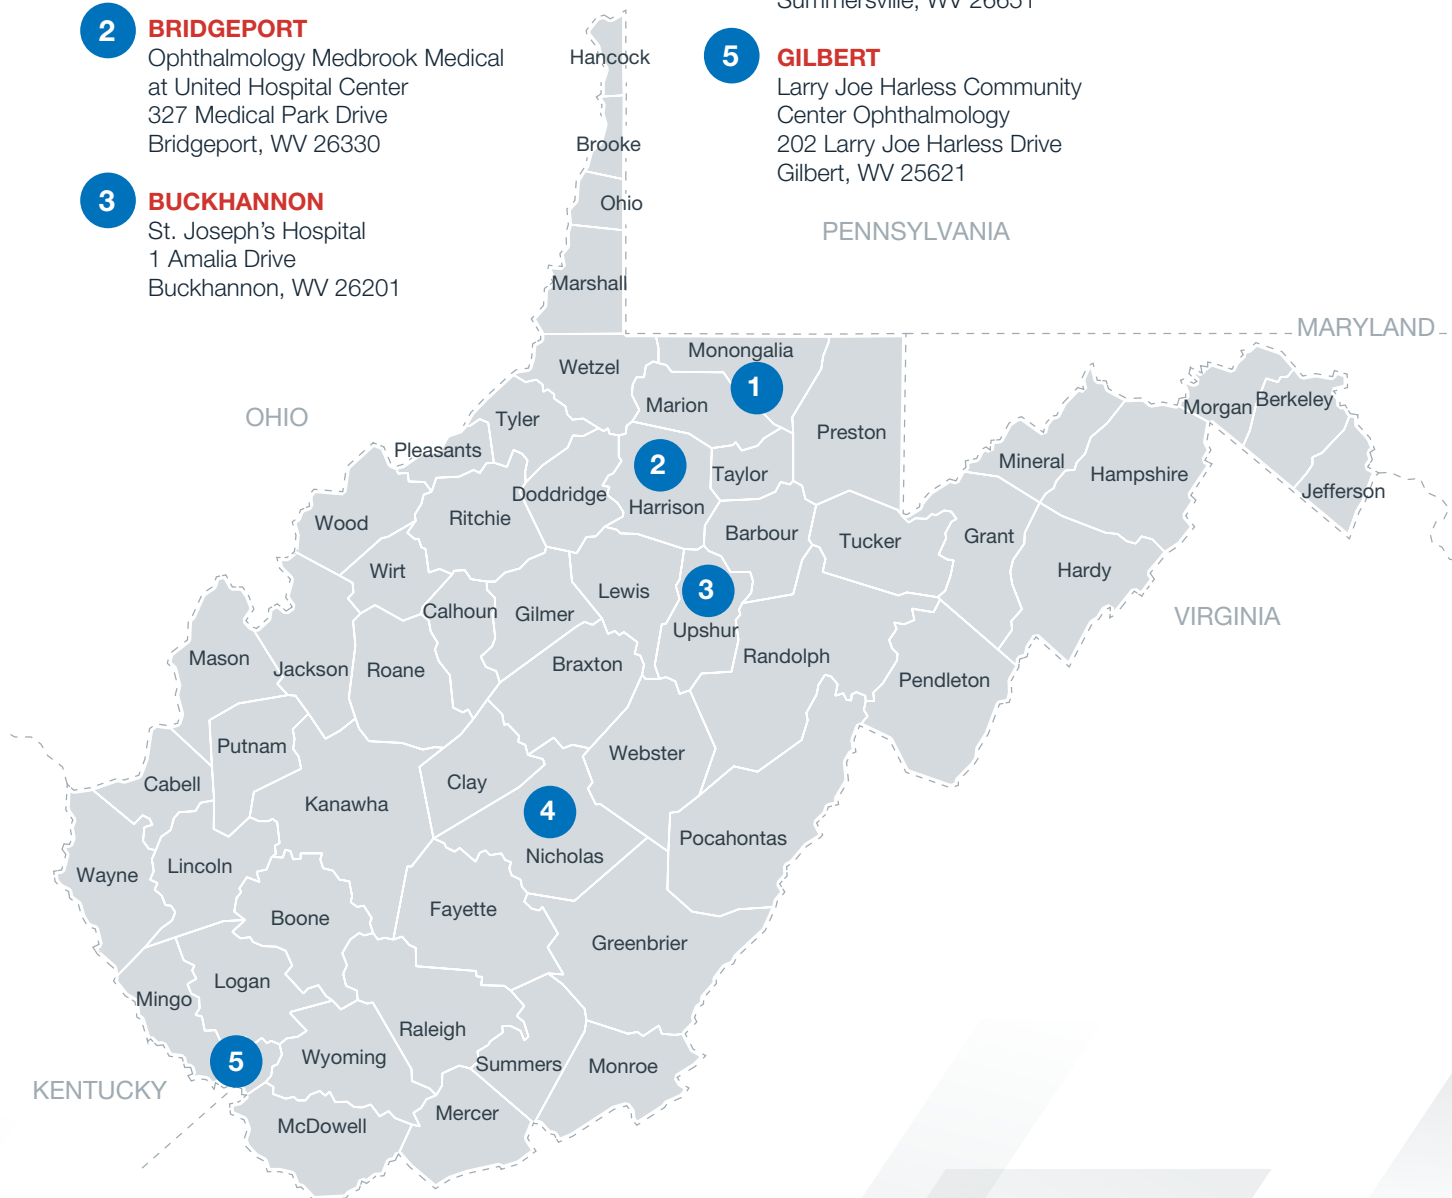 2
BRIDGEPORT
Ophthalmology Medbrook Medical
at United Hospital Center
327 Medical Park Drive
Bridgeport, WV 26330
3
BUCKHANNON
St. Joseph's Hospital
1 Amalia Drive
Buckhannon, WV 26201
Summersville, WV 26651
5
GILBERT
Larry Joe Harless Community
Center Ophthalmology
202 Larry Joe Harless Drive
Gilbert, WV 25621
Hancock
Brooke
Ohio
PENNSYLVANIA
Marshall
MARYLAND
Monongalia
Wetzel
1
Morgan
Berkeley
Marion
OHIO
Tyler
Preston
Pleasants
2
Mineral
Hampshire
Taylor
Doddridge
Jefferson
Harrison
Ritchie
Wood
Barbour
Tucker
Grant
Wirt
Hardy
Lewis
3
Calhoun
Gilmer
VIRGINIA
Upshur
Mason
Jackson
Roane
Braxton
Randolph
Pendleton
Putnam
Webster
Cabell
Clay
Kanawha
4
Pocahontas
Nicholas
Lincoln
Wayne
Fayette
Boone
Greenbrier
Logan
Mingo
Raleigh
5
Wyoming
Summers
Monroe
KENTUCKY
Mercer
McDowell